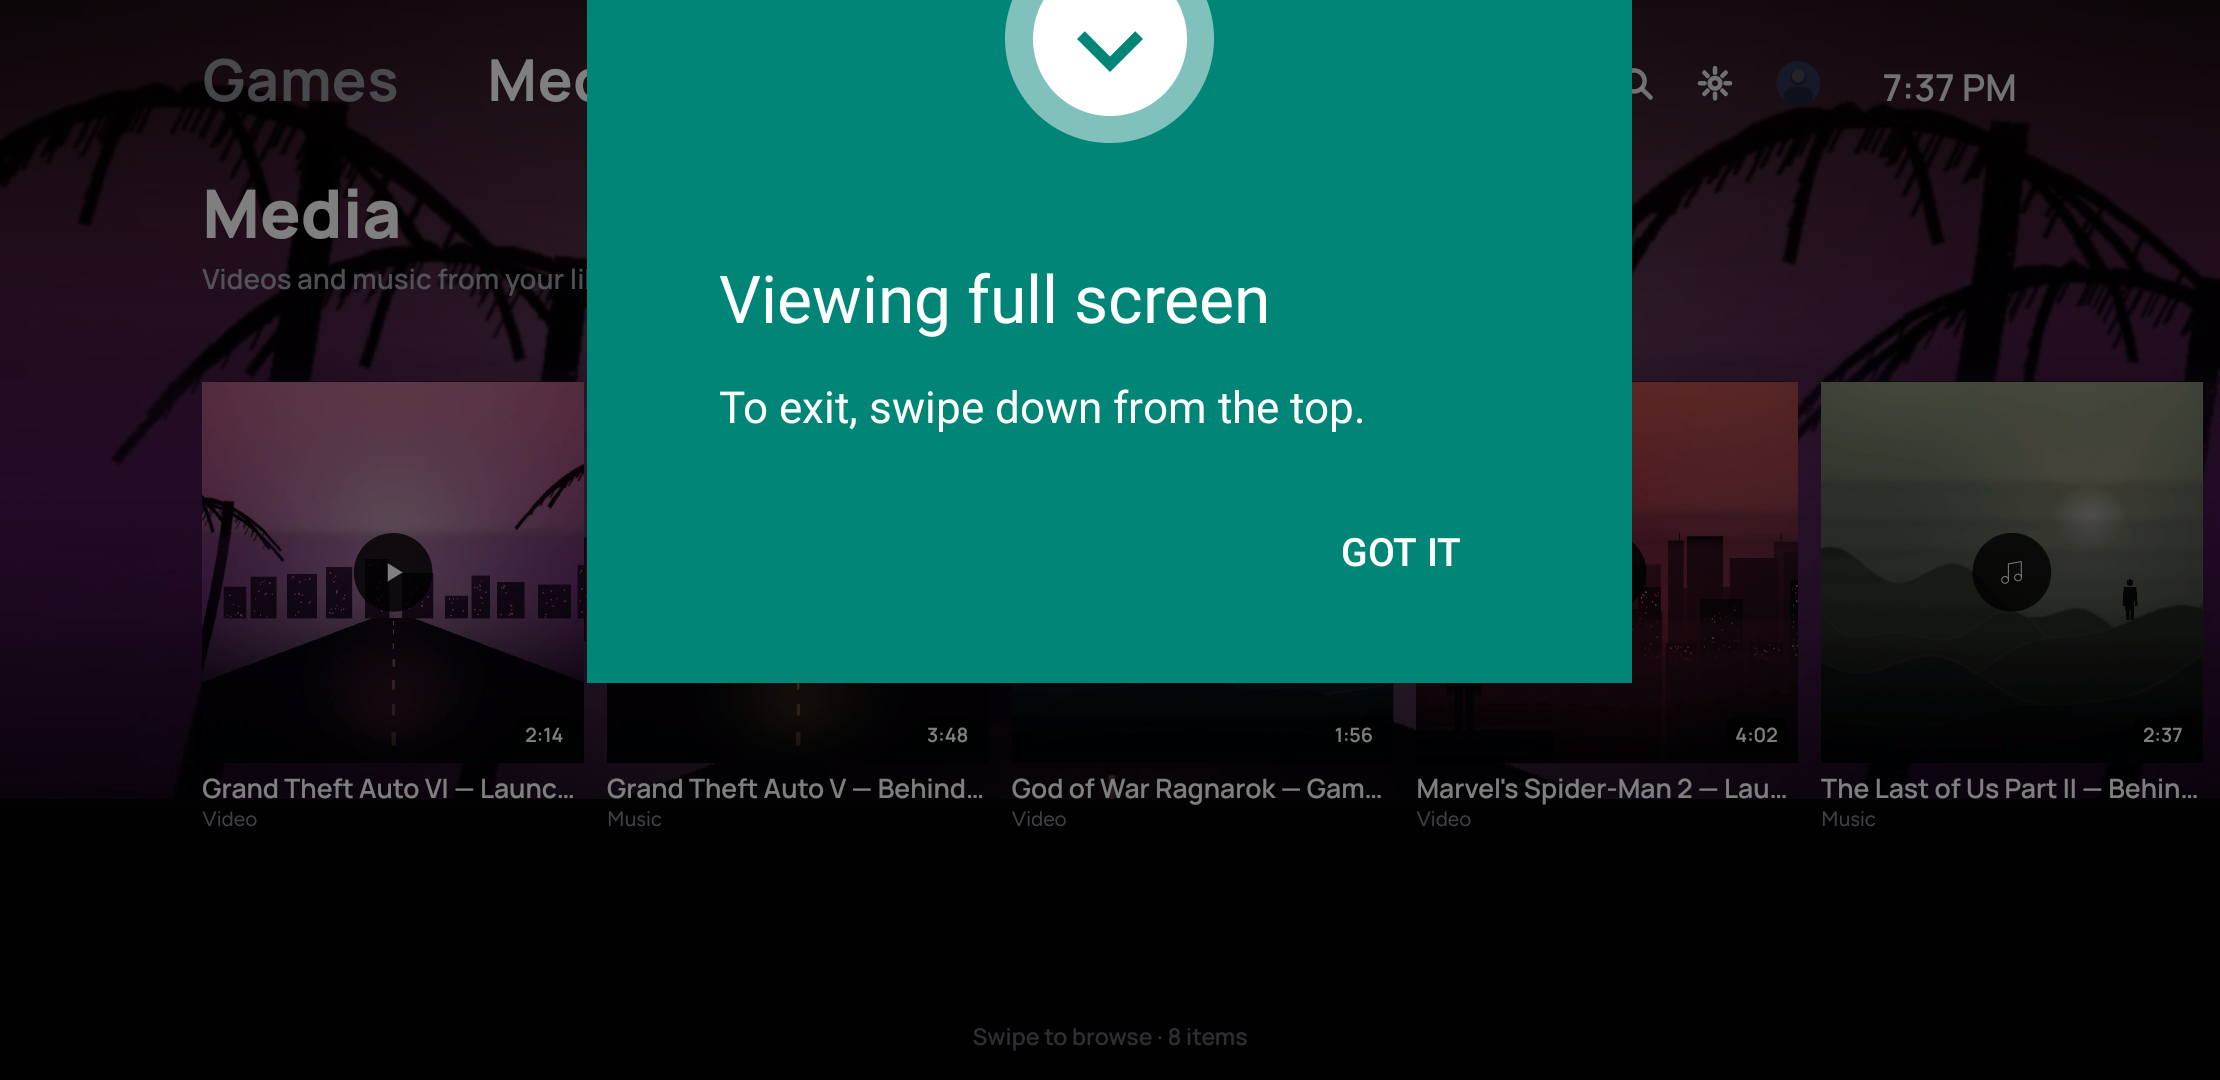 Games Med
7:37 PM
Media
Videos and music from your li
Viewing full screen
To exit, swipe down from the top.
GOT IT
2:14
3:48
1:56
4:02
2:37
Grand Theft Auto VI — Launc...
Video
Grand Theft Auto V — Behind...
Music
God of War Ragnarok — Gam...
Video
Marvel's Spider-Man 2 — Lau...
Video
The Last of Us Part II — Behin...
Music
Swipe to browse · 8 items